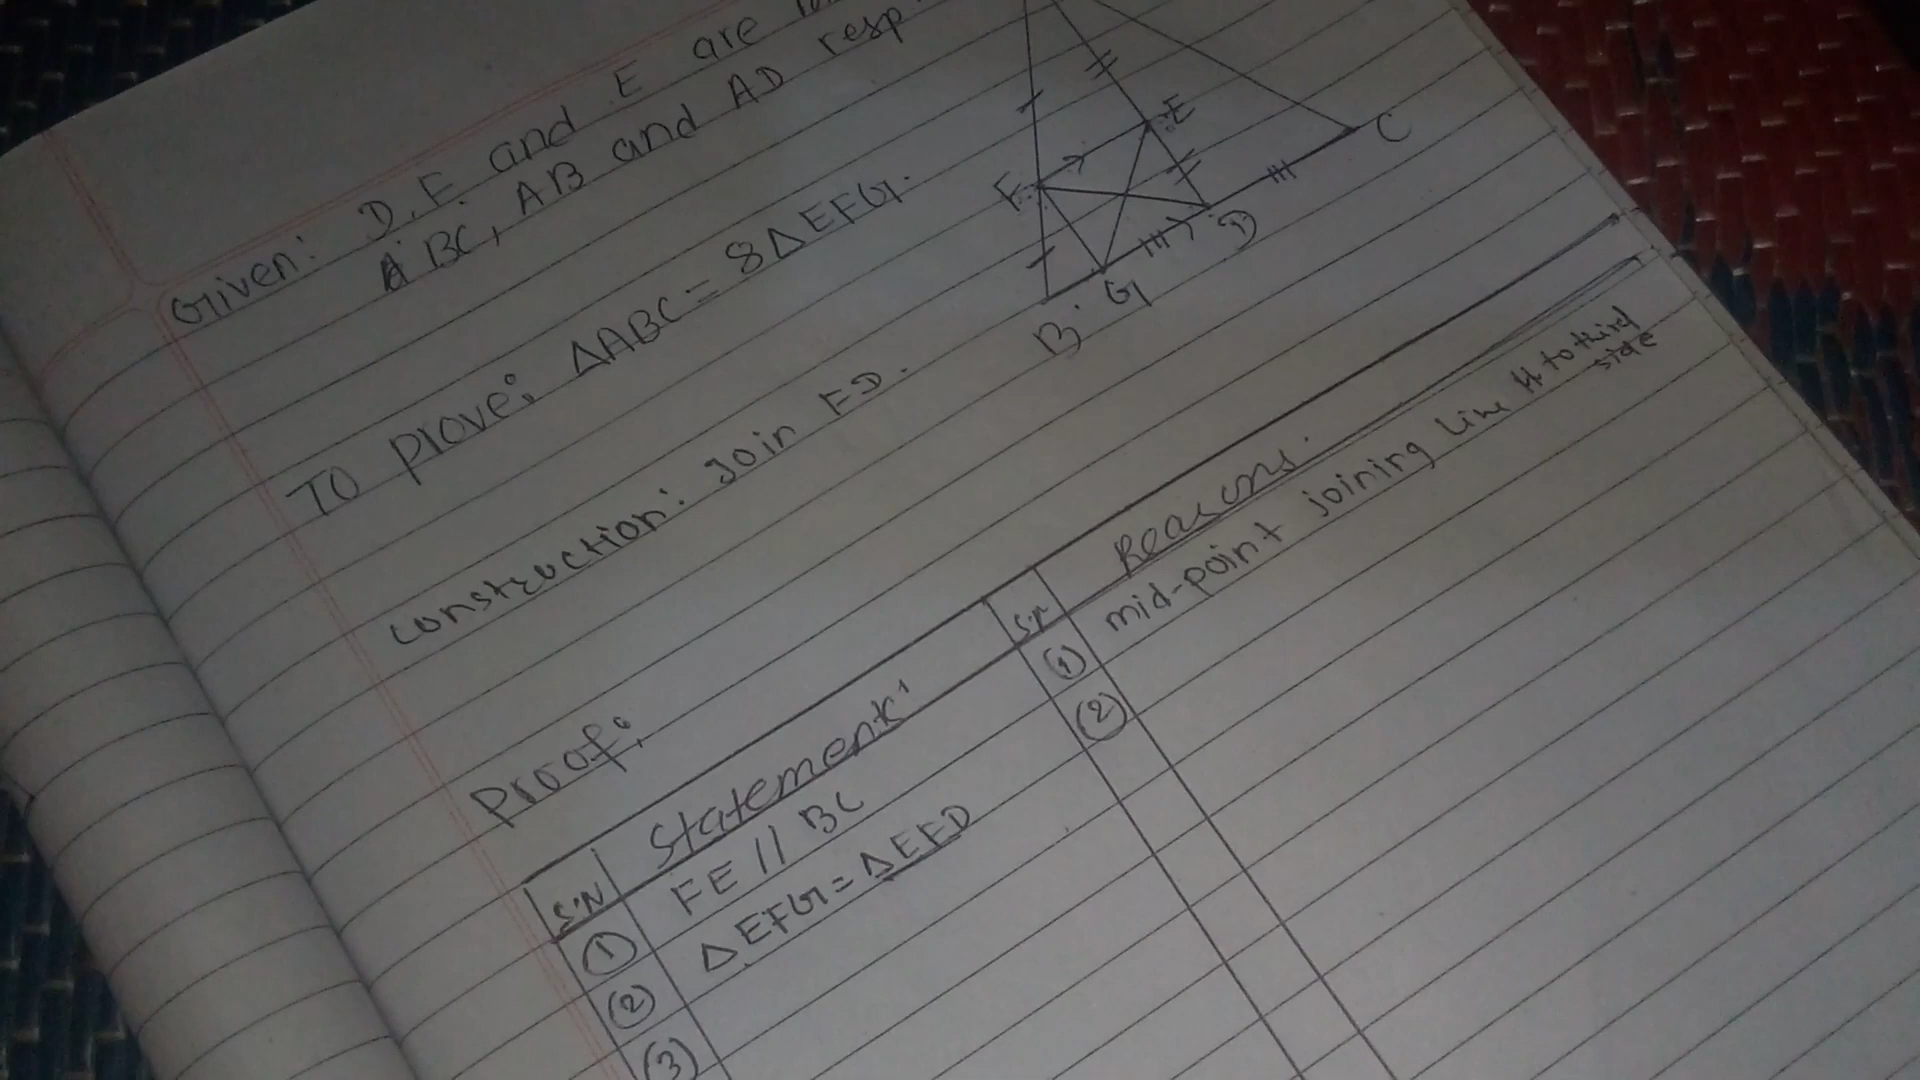 Given: D, F and E are
BC, AB and AD resp.
To prove: ΔABC = 8ΔEFG.
construction: Join FD.
E
F
C
D
G
B
Proof:
S.N Statements S.N Reasons.
① FE // BC ① mid-point joining line // to third side
② ΔEFG = ΔEFD ②
③